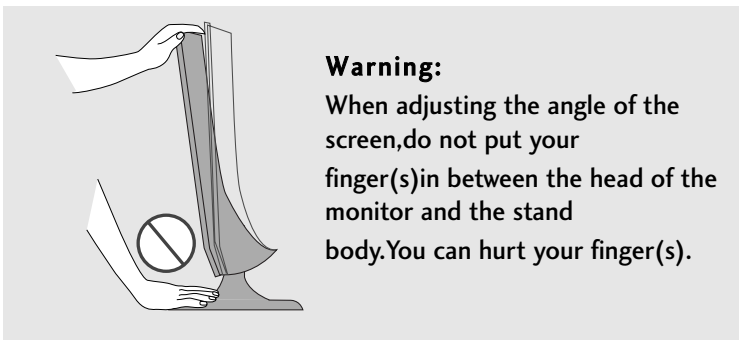 Warning:
When adjusting the angle of the
screen,do not put your
finger(s)in between the head of the
monitor and the stand
body.You can hurt your finger(s).